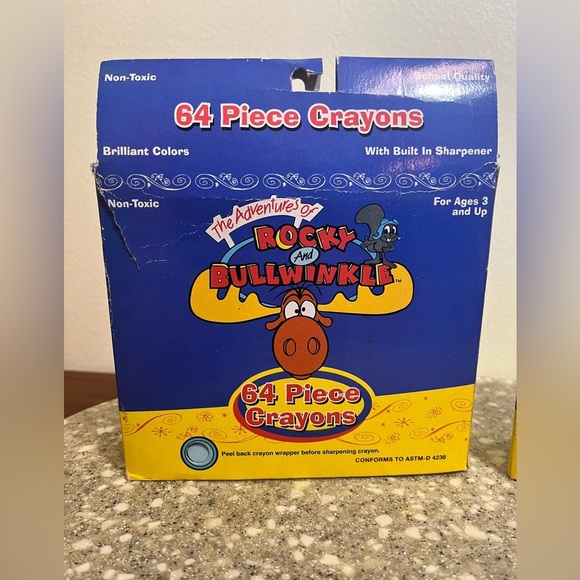 Non-Toxic
School Quality
64 Piece Crayons
Brilliant Colors
With Built In Sharpener
Non-Toxic
For Ages 3
and Up
The Adventures of
ROCKY
And
BULLWINKLE™
64 Piece
Crayons
Peel back crayon wrapper before sharpening crayon.
CONFORMS TO ASTM-D 4236